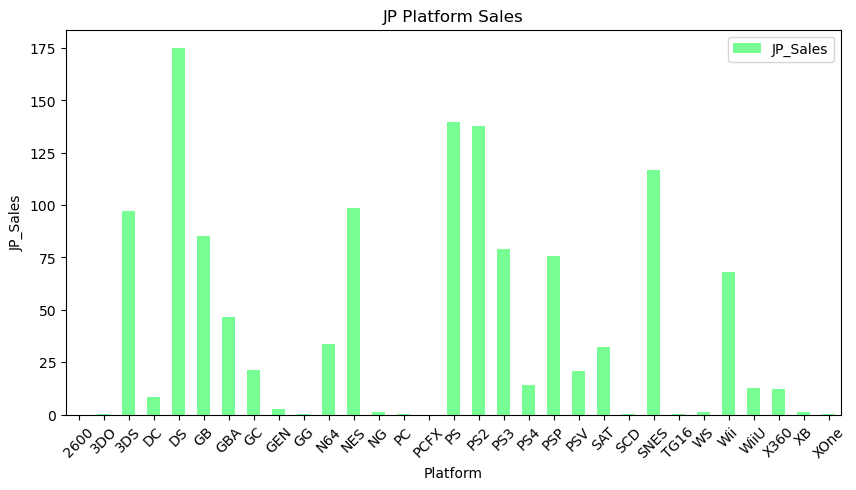 JP Platform Sales
JP_Sales
175
150
125
100
75
50
25
0
JP_Sales
2600
3DO
3DS
DC
DS
GB
GBA
GC
GEN
GG
N64
NES
NG
PC
PCFX
PS
PS2
PS3
PS4
PSP
PSV
SAT
SCD
SNES
TG16
WS
Wii
WiiU
X360
XB
XOne
Platform